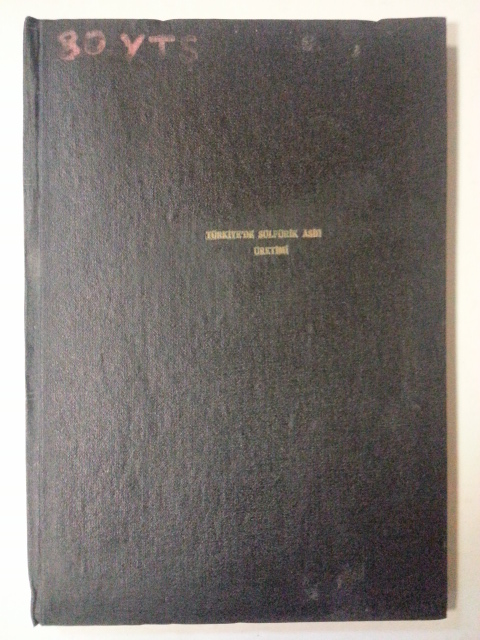 80 YTS
TÜRKİYE'DE SÜLFÜRİK ASİT
ÜRETİMİ